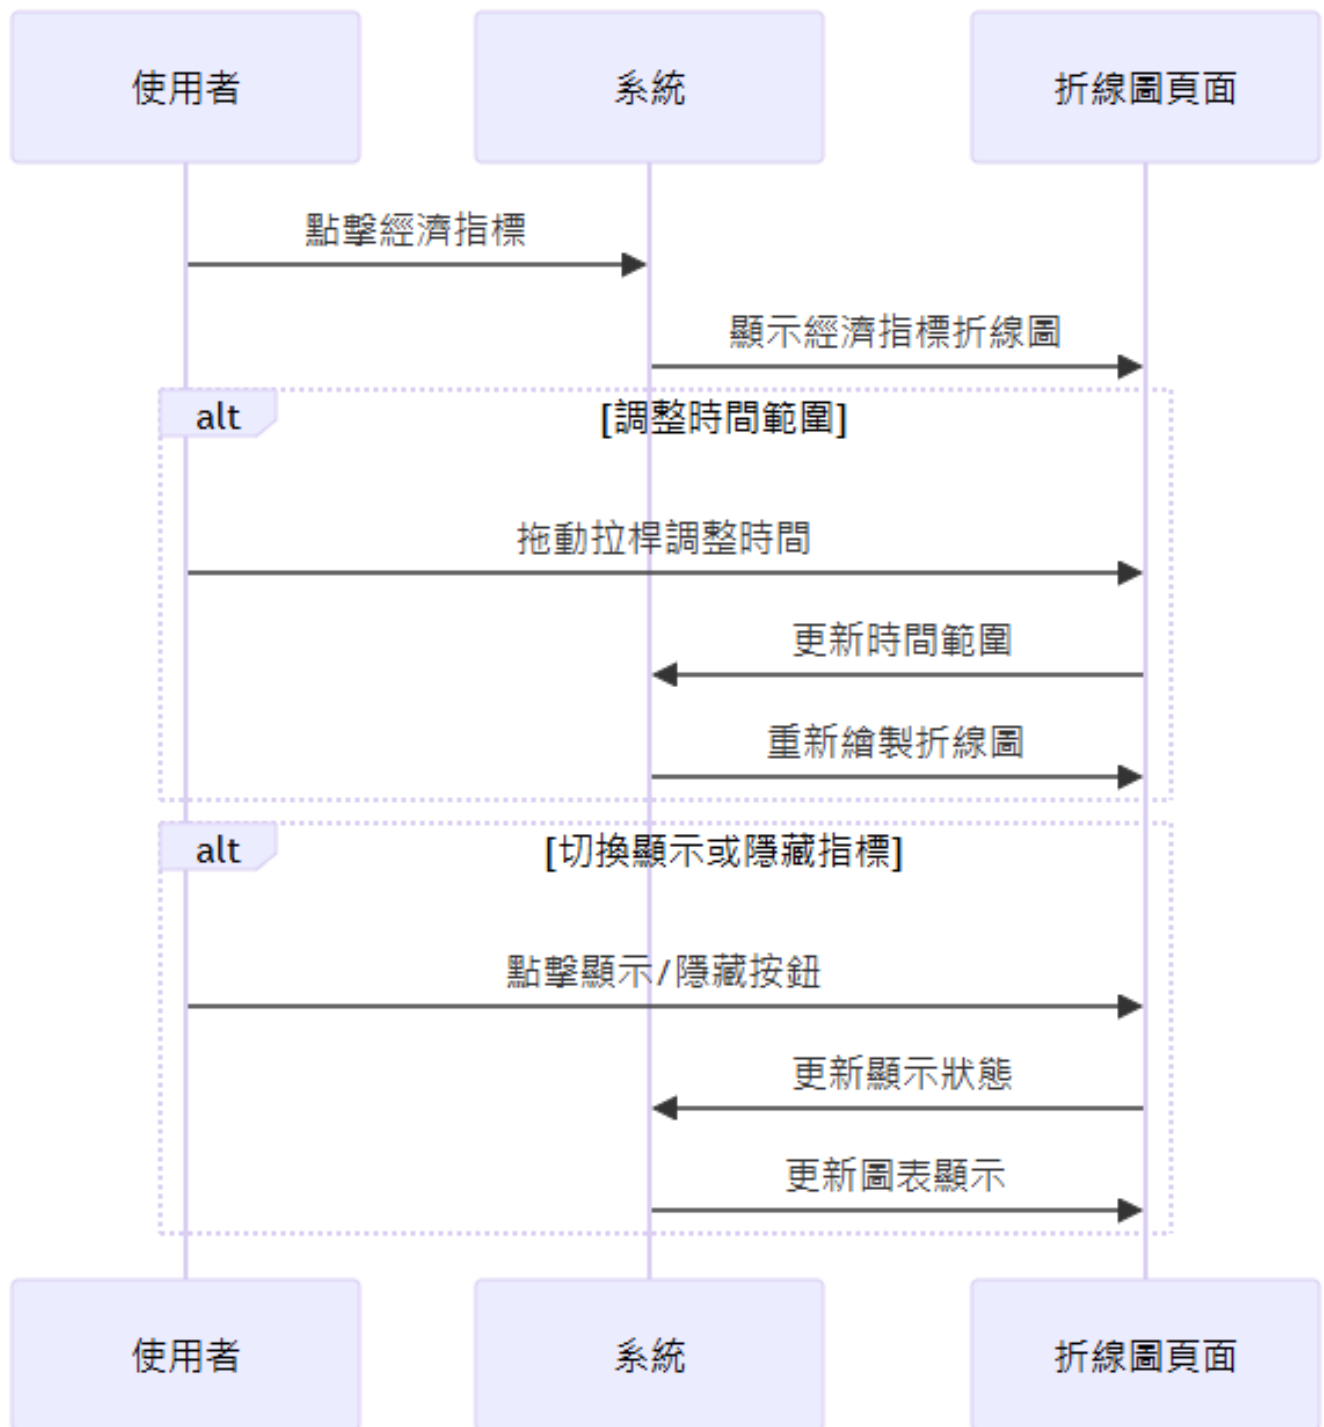 使用者
系統
折線圖頁面
點擊經濟指標
顯示經濟指標折線圖
alt
[調整時間範圍]
拖動拉桿調整時間
更新時間範圍
重新繪製折線圖
alt
[切換顯示或隱藏指標]
點擊顯示/隱藏按鈕
更新顯示狀態
更新圖表顯示
使用者
系統
折線圖頁面